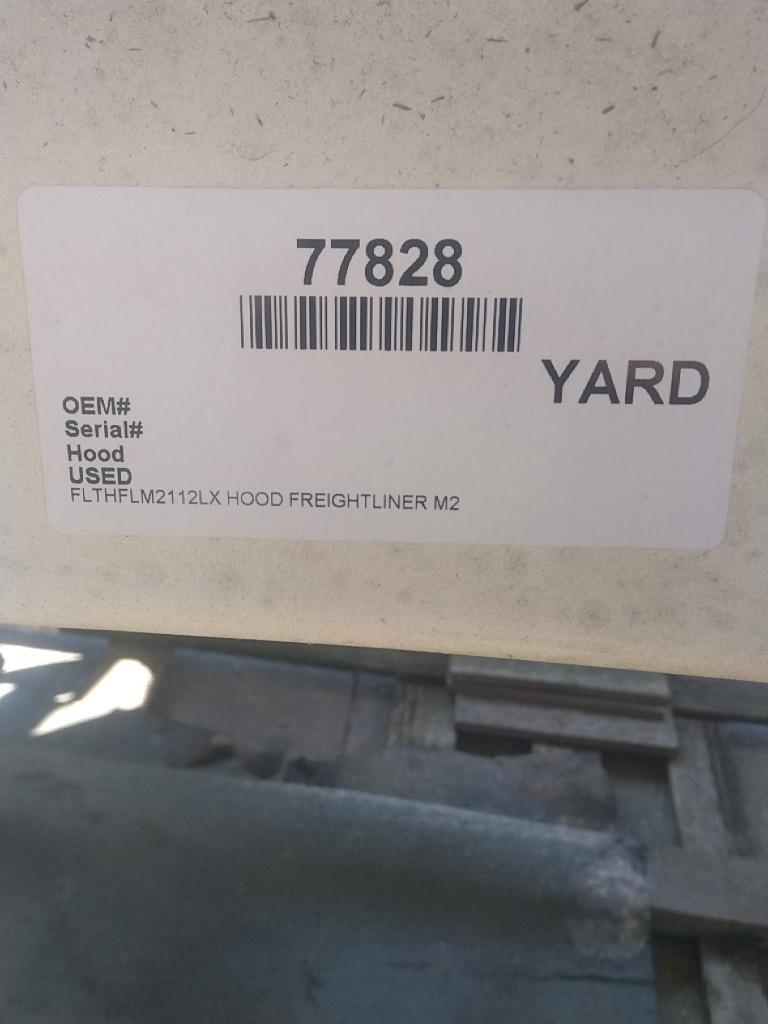 77828
YARD
OEM#
Serial#
Hood
USED
FLTHFLM2112LX HOOD FREIGHTLINER M2